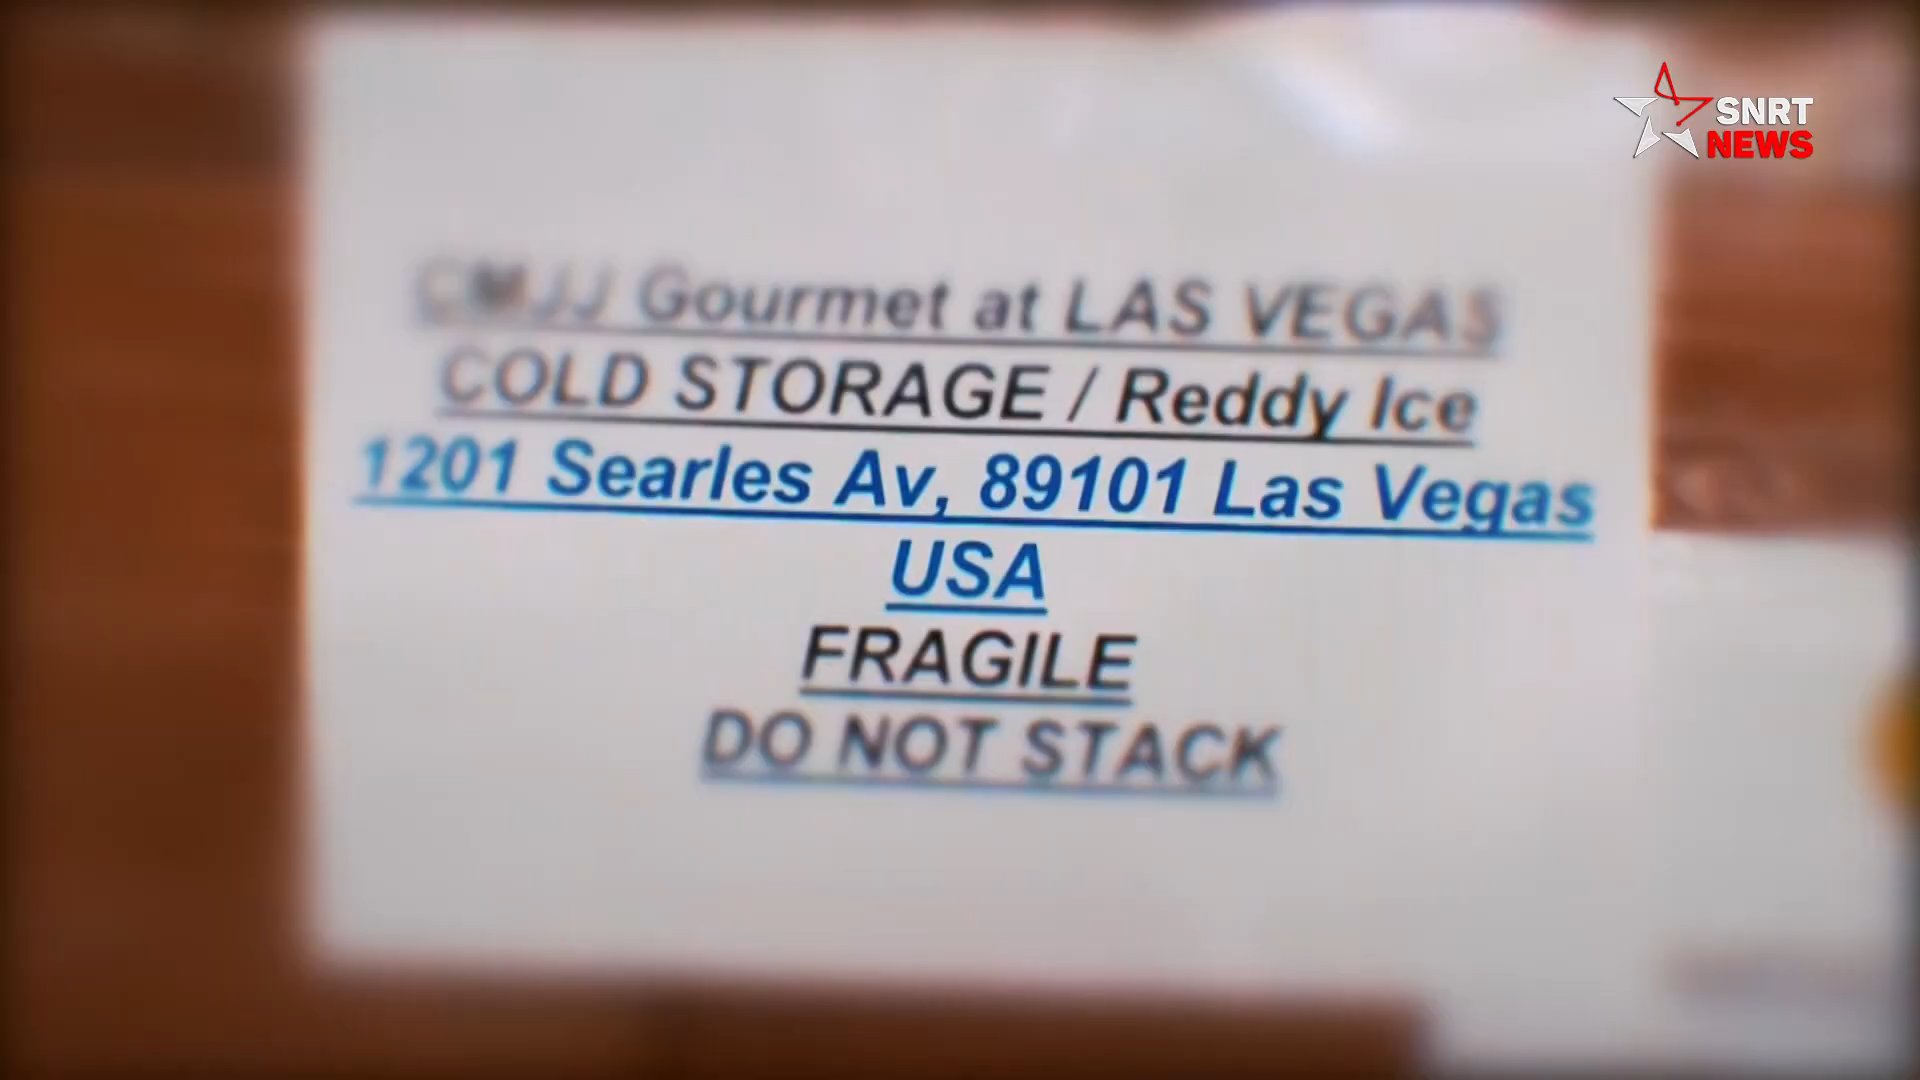 SNRT
NEWS
CMJJ Gourmet at LAS VEGAS
COLD STORAGE / Reddy Ice
1201 Searles Av, 89101 Las Vegas
USA
FRAGILE
DO NOT STACK